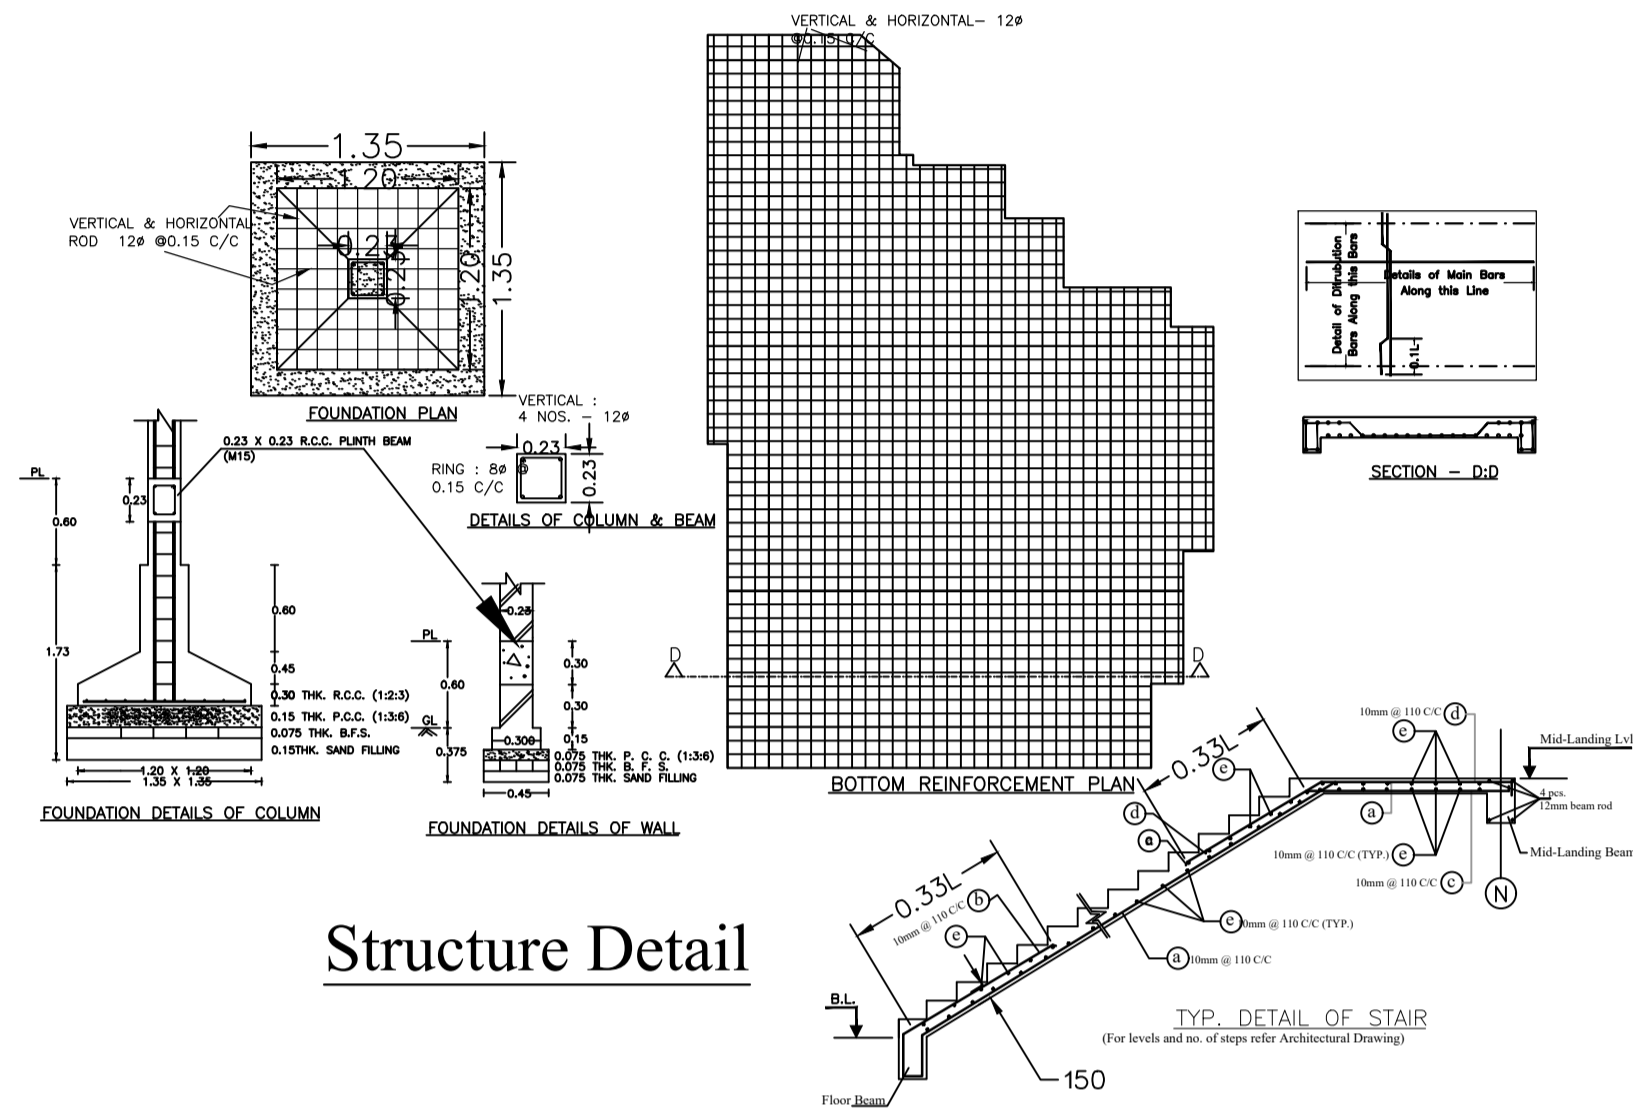 VERTICAL & HORIZONTAL- 12ø
@0.15 C/C
1.35
1.20
VERTICAL & HORIZONTAL
ROD 12ø @0.15 C/C
0.23
0.23
1.20
1.35
FOUNDATION PLAN
VERTICAL :
4 NOS. - 12ø
0.23
0.23
RING : 8ø @
0.15 C/C
DETAILS OF COLUMN & BEAM
0.23 X 0.23 R.C.C. PLINTH BEAM
(M15)
PL
0.23
0.60
1.73
0.60
0.45
0.30 THK. R.C.C. (1:2:3)
0.15 THK. P.C.C. (1:3:6)
0.075 THK. B.F.S.
0.15THK. SAND FILLING
1.20 X 1.20
1.35 X 1.35
FOUNDATION DETAILS OF COLUMN
0.23
PL
0.30
0.60
0.30
GL
0.15
0.300
0.375
0.075 THK. P. C. C. (1:3:6)
0.075 THK. B. F. S.
0.075 THK. SAND FILLING
0.45
FOUNDATION DETAILS OF WALL
D
D
BOTTOM REINFORCEMENT PLAN
Detail of Ditrubution
Bars Along this Bars
Details of Main Bars
Along this Line
0.1L
SECTION - D:D
Structure Detail
10mm @ 110 C/C
d
e
Mid-Landing Lvl
0.33L
e
d
a
a
4 pcs.
12mm beam rod
10mm @ 110 C/C (TYP.)
e
Mid-Landing Beam
10mm @ 110 C/C
c
N
0.33L
10mm @ 110 C/C
b
e
e
0mm @ 110 C/C (TYP.)
a
10mm @ 110 C/C
B.L.
TYP. DETAIL OF STAIR
(For levels and no. of steps refer Architectural Drawing)
150
Floor Beam